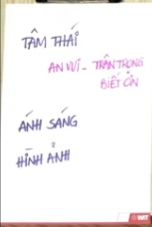 TÂM THÁI
AN VUI - TRÂN TRỌNG
BIẾT ƠN
ÁNH SÁNG
HÌNH ẢNH